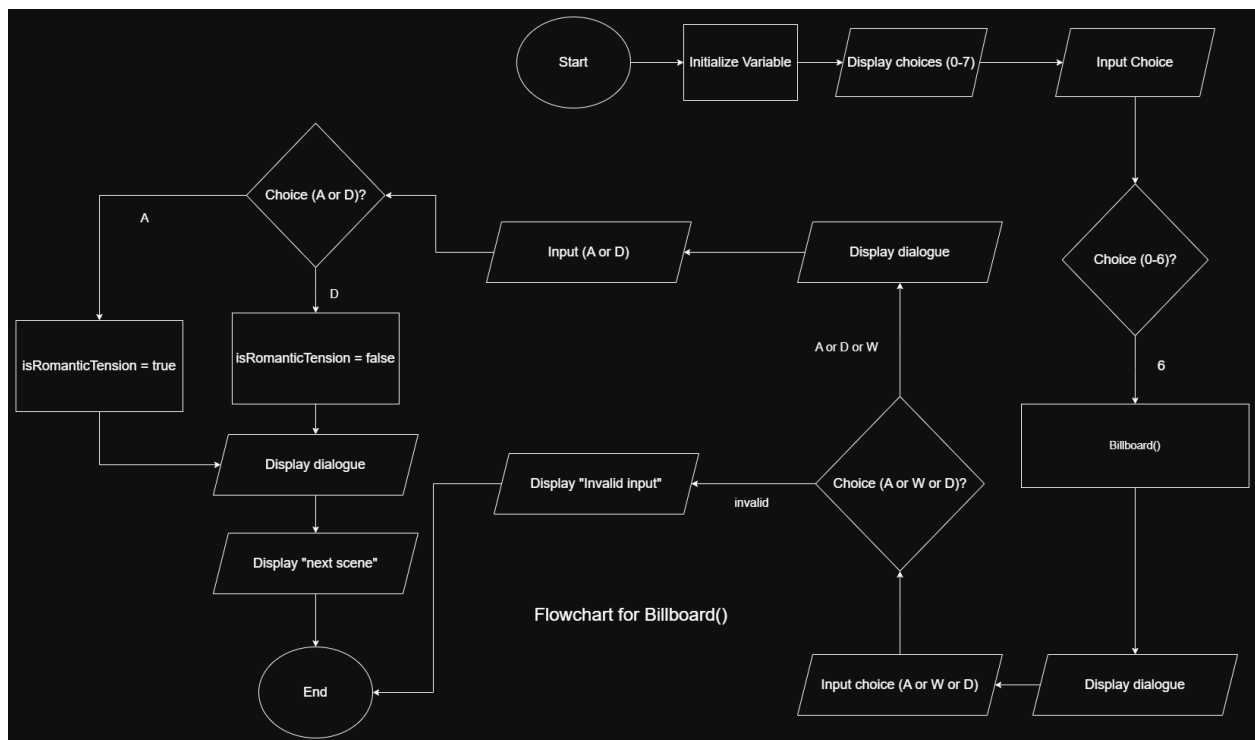 Start
Initialize Variable
Display choices (0-7)
Input Choice
Choice (0-6)?
6
Billboard()
Display dialogue
Input choice (A or W or D)
Choice (A or W or D)?
invalid
Display "Invalid input"
A or D or W
Display dialogue
Input (A or D)
Choice (A or D)?
A
isRomanticTension = true
D
isRomanticTension = false
Display dialogue
Display "next scene"
End
Flowchart for Billboard()